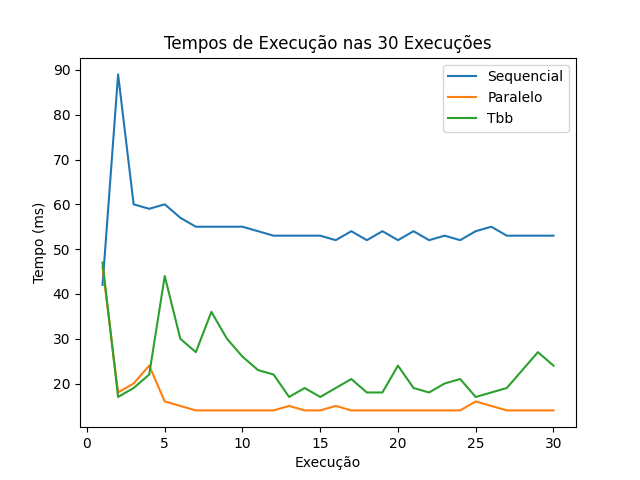 Tempos de Execução nas 30 Execuções
Sequencial
Paralelo
Tbb
Tempo (ms)
90
80
70
60
50
40
30
20
0
5
10
15
20
25
30
Execução